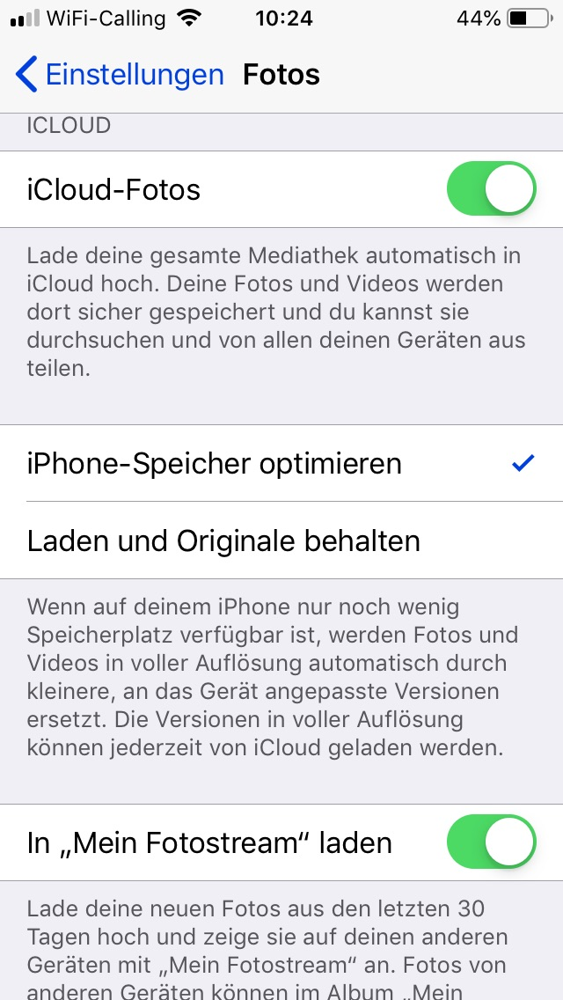 WiFi-Calling 10:24 44%
Einstellungen Fotos
ICLOUD
iCloud-Fotos
Lade deine gesamte Mediathek automatisch in
iCloud hoch. Deine Fotos und Videos werden
dort sicher gespeichert und du kannst sie
durchsuchen und von allen deinen Geräten aus
teilen.
iPhone-Speicher optimieren
Laden und Originale behalten
Wenn auf deinem iPhone nur noch wenig
Speicherplatz verfügbar ist, werden Fotos und
Videos in voller Auflösung automatisch durch
kleinere, an das Gerät angepasste Versionen
ersetzt. Die Versionen in voller Auflösung
können jederzeit von iCloud geladen werden.
In „Mein Fotostream“ laden
Lade deine neuen Fotos aus den letzten 30
Tagen hoch und zeige sie auf deinen anderen
Geräten mit „Mein Fotostream“ an. Fotos von
anderen Geräten können im Album „Mein